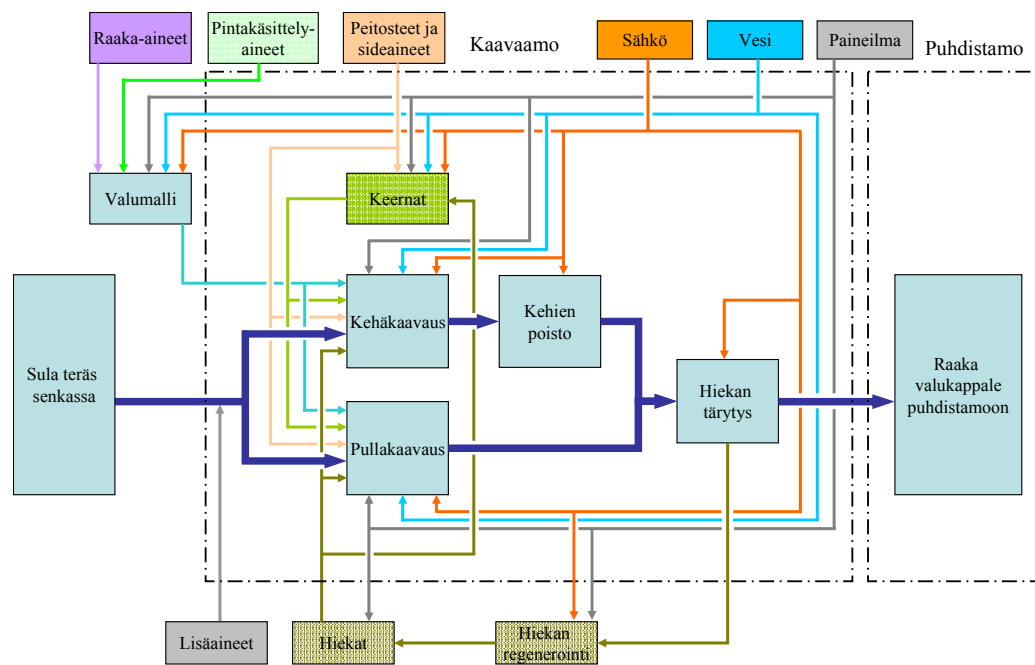 Raaka-aineet
Pintakäsittely-
aineet
Peitosteet ja
sideaineet
Kaavaamo
Sähkö
Vesi
Paineilma
Puhdistamo
Valumalli
Keernat
Sula teräs
senkassa
Kehäkaavaus
Kehien
poisto
Pullakaavaus
Hiekan
tärytys
Raaka
valukappale
puhdistamoon
Lisäaineet
Hiekat
Hiekan
regenerointi